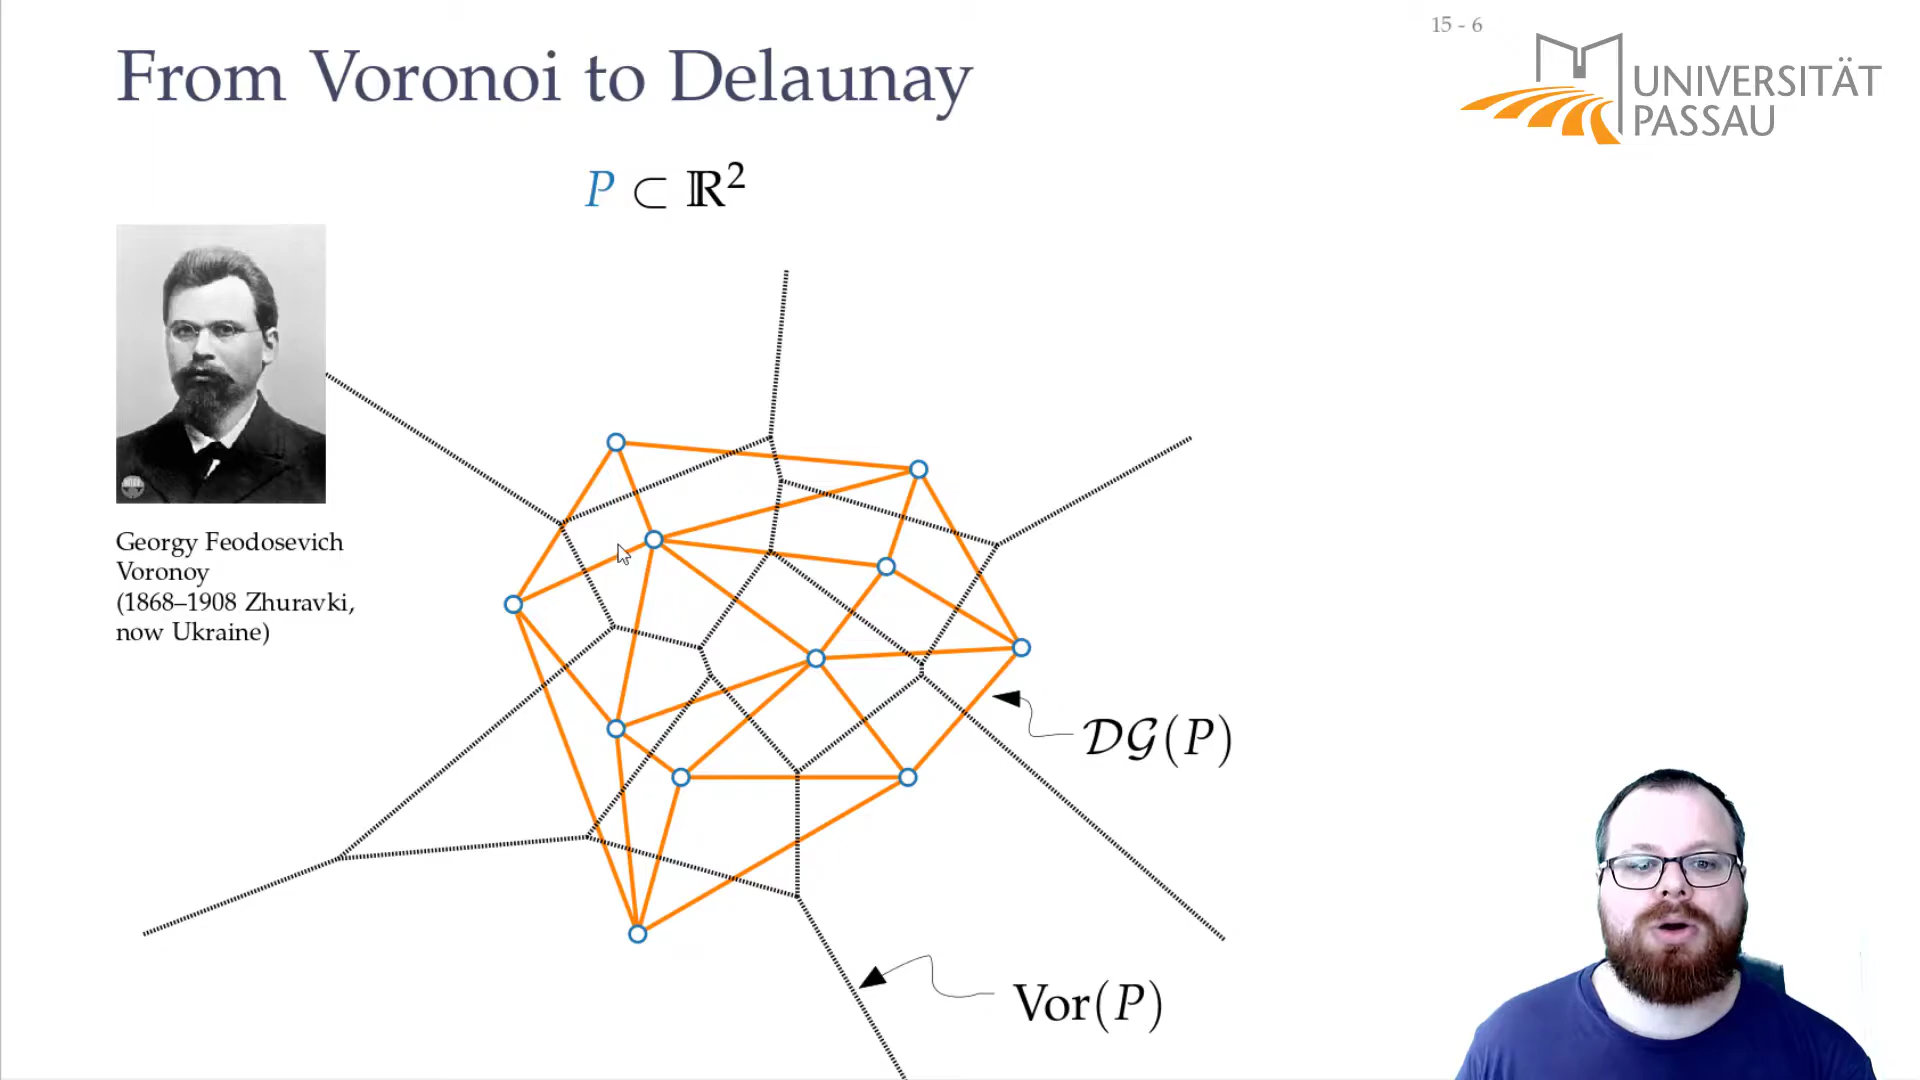 15 - 6
From Voronoi to Delaunay
UNIVERSITÄT
PASSAU
P ⊂ ℝ²
Georgy Feodosevich
Voronoy
(1868–1908 Zhuravki,
now Ukraine)
𝒟𝒢(P)
Vor(P)